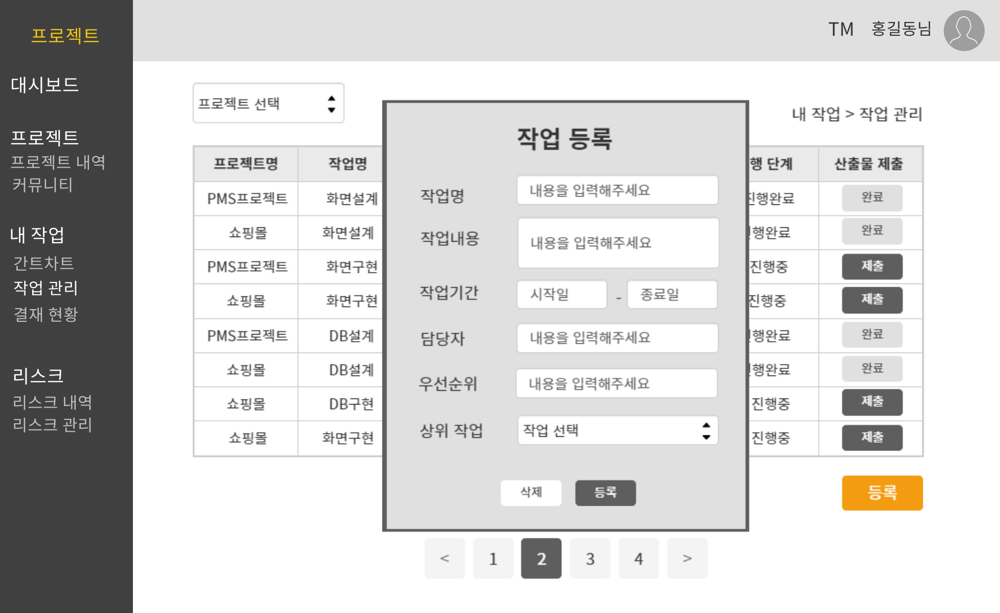 프로젝트
대시보드
프로젝트
프로젝트 내역
커뮤니티
내 작업
간트차트
작업 관리
결재 현황
리스크
리스크 내역
리스크 관리
TM 홍길동님
프로젝트 선택
내 작업 > 작업 관리
프로젝트명 작업명 행 단계 산출물 제출
PMS프로젝트 화면설계 진행완료 완료
쇼핑몰 화면설계 행완료 완료
PMS프로젝트 화면구현 진행중 제출
쇼핑몰 화면구현 진행중 제출
PMS프로젝트 DB설계 행완료 완료
쇼핑몰 DB설계 행완료 완료
쇼핑몰 DB구현 진행중 제출
쇼핑몰 화면구현 진행중 제출
등록
작업 등록
작업명 내용을 입력해주세요
작업내용 내용을 입력해주세요
작업기간 시작일 - 종료일
담당자 내용을 입력해주세요
우선순위 내용을 입력해주세요
상위 작업 작업 선택
삭제 등록
< 1 2 3 4 >